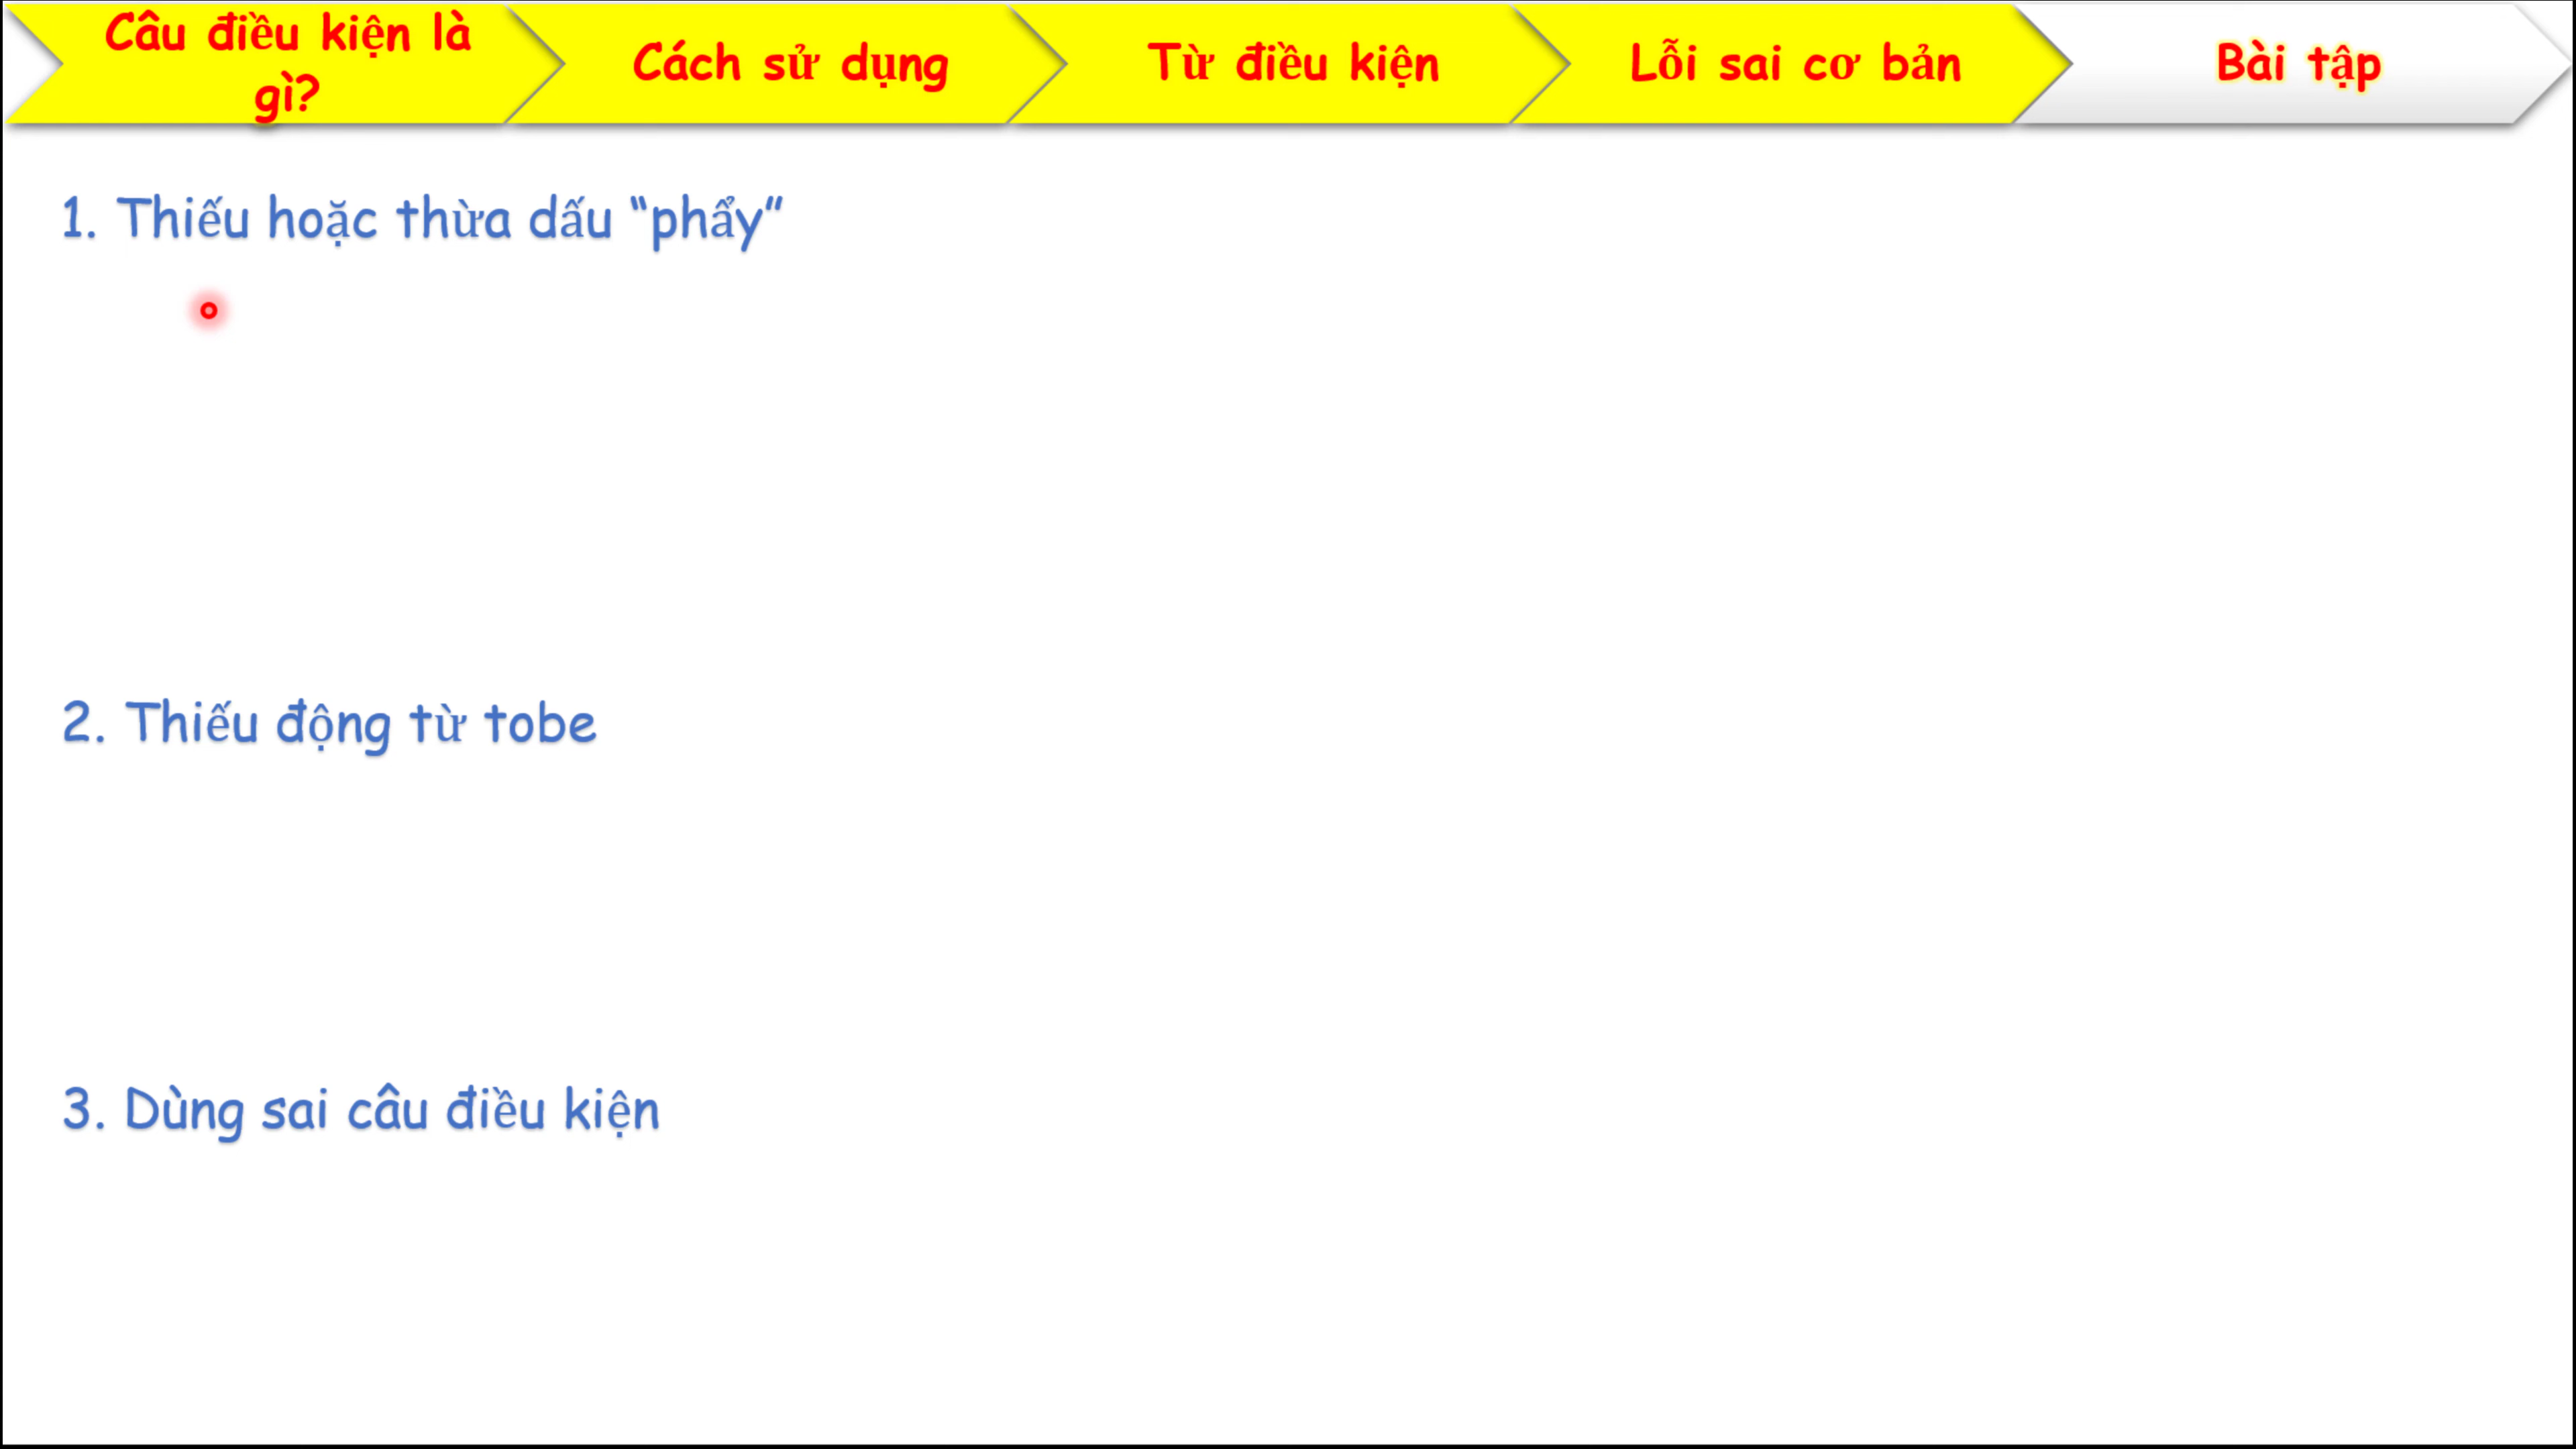 Câu điều kiện là
gì?
Cách sử dụng
Từ điều kiện
Lỗi sai cơ bản
Bài tập
1. Thiếu hoặc thừa dấu “phẩy”
2. Thiếu động từ tobe
3. Dùng sai câu điều kiện